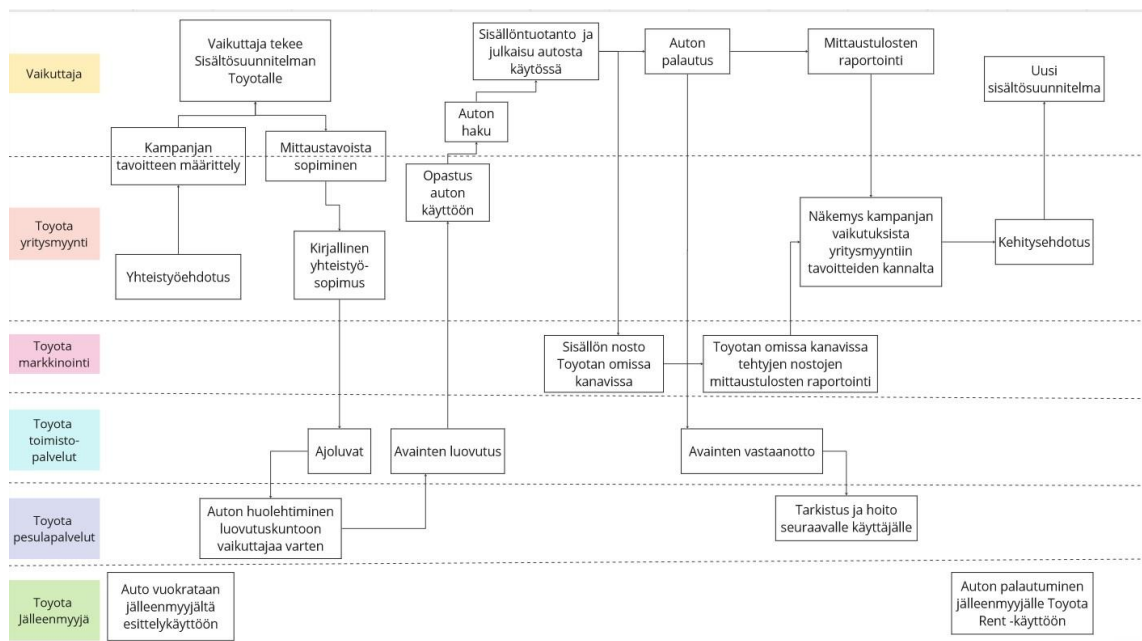 Vaikuttaja
Vaikuttaja tekee
Sisältösuunnitelman
Toyotalle
Sisällöntuotanto ja
julkaisu autosta
käytössä
Auton
palautus
Mittaustulosten
raportointi
Uusi
sisältösuunnitelma
Auton
haku
Kampanjan
tavoitteen määrittely
Mittaustavoista
sopiminen
Opastus
auton
käyttöön
Toyota
yritysmyynti
Yhteistyöehdotus
Kirjallinen
yhteistyö-
sopimus
Näkemys kampanjan
vaikutuksista
yritysmyyntiin
tavoitteiden kannalta
Kehitysehdotus
Toyota
markkinointi
Sisällön nosto
Toyotan omissa
kanavissa
Toyotan omissa kanavissa
tehtyjen nostojen
mittaustulosten raportointi
Toyota
toimisto-
palvelut
Ajoluvat
Avainten luovutus
Avainten vastaanotto
Toyota
pesulapalvelut
Auton huolehtiminen
luovutuskuntoon
vaikuttajaa varten
Tarkistus ja hoito
seuraavalle käyttäjälle
Toyota
Jälleenmyyjä
Auto vuokrataan
jälleenmyyjältä
esittelykäyttöön
Auton palautuminen
jälleenmyyjälle Toyota
Rent -käyttöön